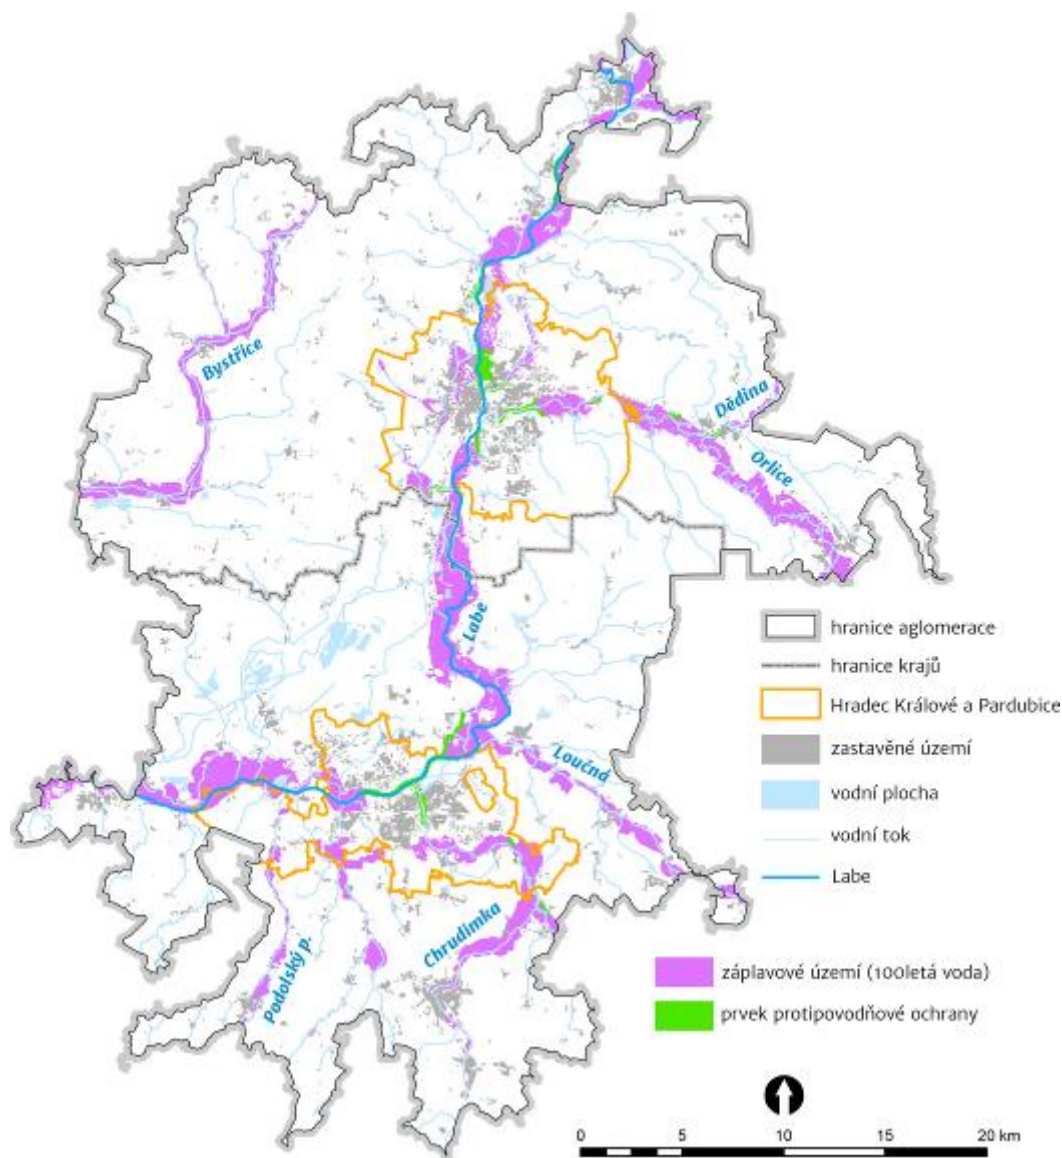 Bystřice
Dědina
Orlice
Labe
Loučná
Chrudimka
Podolský p.
hranice aglomerace
hranice krajů
Hradec Králové a Pardubice
zastavěné území
vodní plocha
vodní tok
Labe
záplavové území (100letá voda)
prvek protipovodňové ochrany
0 5 10 15 20 km